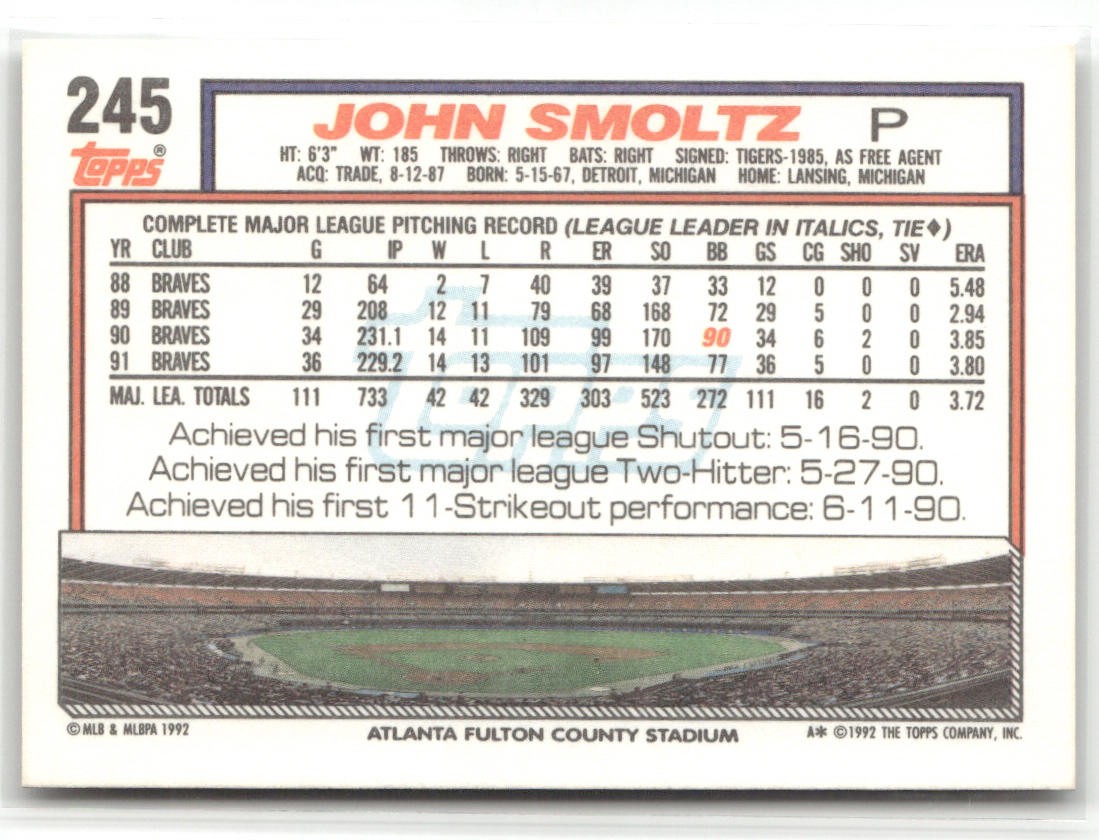 245
JOHN SMOLTZ P
topps®
HT: 6'3" WT: 185 THROWS: RIGHT BATS: RIGHT SIGNED: TIGERS-1985, AS FREE AGENT
ACQ: TRADE, 8-12-87 BORN: 5-15-67, DETROIT, MICHIGAN HOME: LANSING, MICHIGAN
COMPLETE MAJOR LEAGUE PITCHING RECORD (LEAGUE LEADER IN ITALICS, TIE♦)
YR CLUB G IP W L R ER SO BB GS CG SHO SV ERA
88 BRAVES 12 64 2 7 40 39 37 33 12 0 0 0 5.48
89 BRAVES 29 208 12 11 79 68 168 72 29 5 0 0 2.94
90 BRAVES 34 231.1 14 11 109 99 170 90 34 6 2 0 3.85
91 BRAVES 36 229.2 14 13 101 97 148 77 36 5 0 0 3.80
MAJ. LEA. TOTALS 111 733 42 42 329 303 523 272 111 16 2 0 3.72
topps
Achieved his first major league Shutout: 5-16-90.
Achieved his first major league Two-Hitter: 5-27-90.
Achieved his first 11-Strikeout performance: 6-11-90.
© MLB & MLBPA 1992
ATLANTA FULTON COUNTY STADIUM
A* ©1992 THE TOPPS COMPANY, INC.